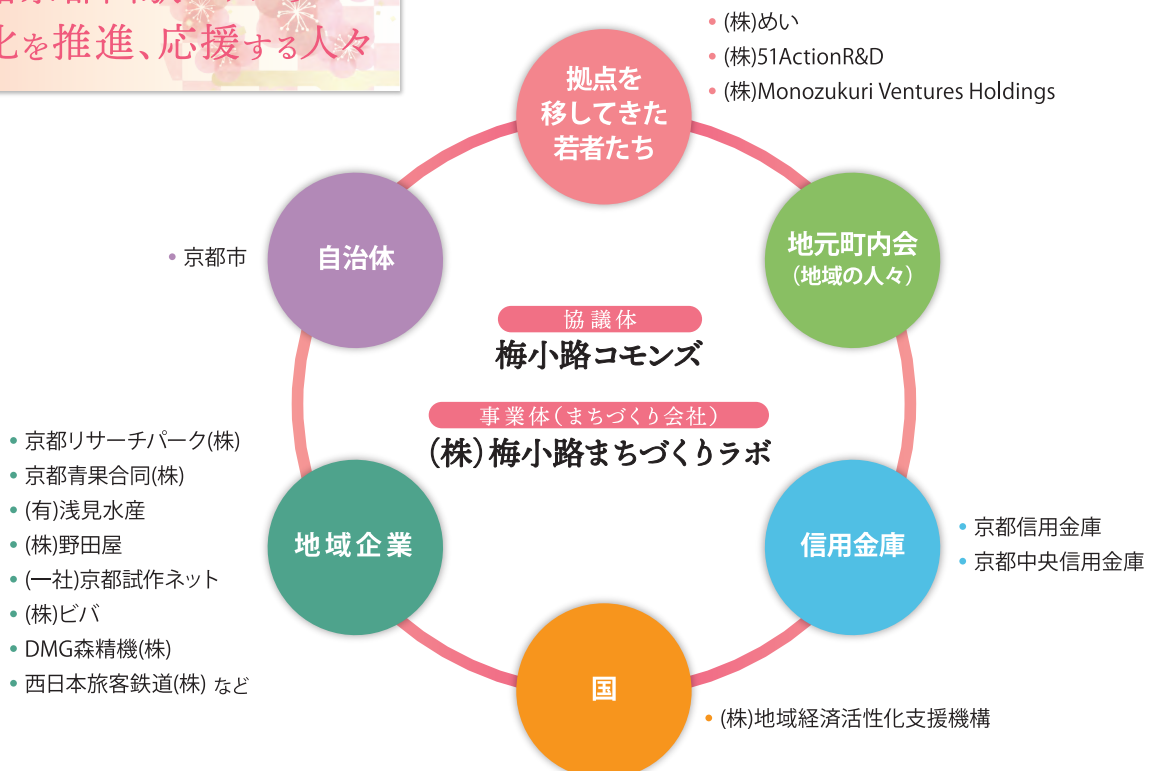 化を推進、応援する人々
拠点を
移してきた
若者たち
• (株)めい
• (株)51ActionR&D
• (株)Monozukuri Ventures Holdings
自治体
• 京都市
地元町内会
（地域の人々）
協議体
梅小路コモンズ
事業体（まちづくり会社）
（株）梅小路まちづくりラボ
地域企業
• 京都リサーチパーク(株)
• 京都青果合同(株)
• (有)浅見水産
• (株)野田屋
• (一社)京都試作ネット
• (株)ビバ
• DMG森精機(株)
• 西日本旅客鉄道(株) など
信用金庫
• 京都信用金庫
• 京都中央信用金庫
国
• (株)地域経済活性化支援機構